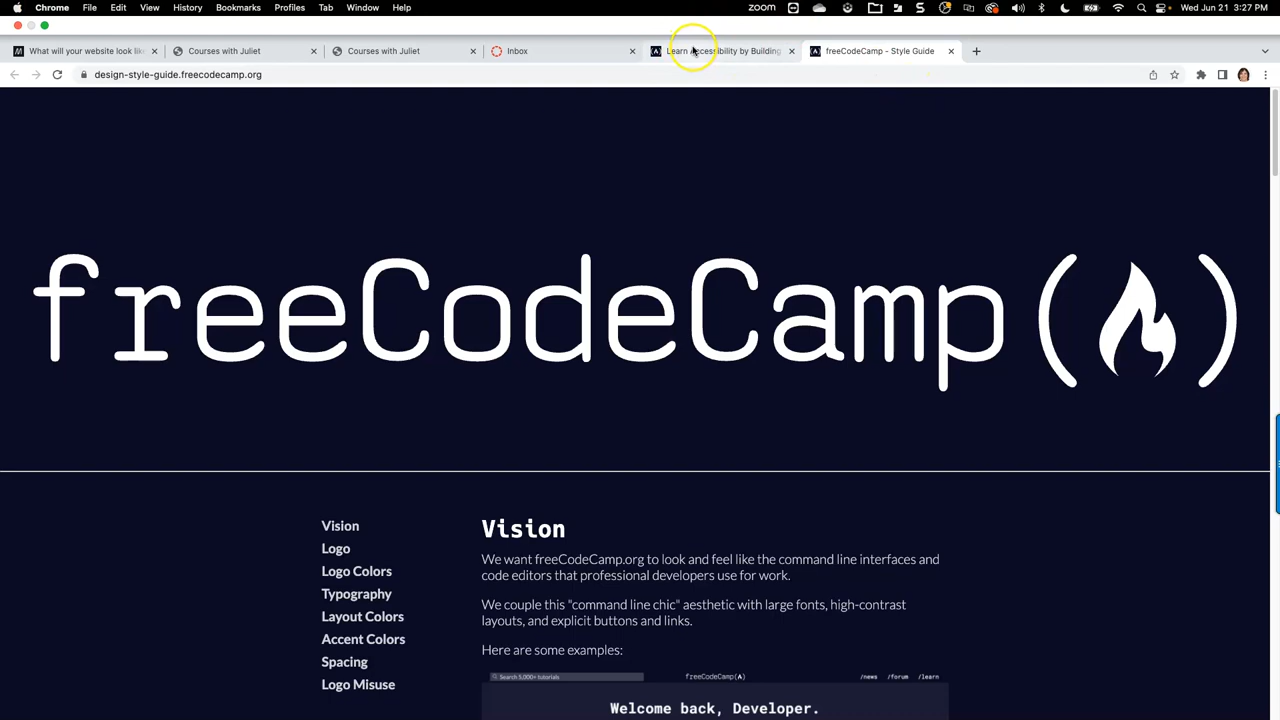 Chrome File Edit View History Bookmarks Profiles Tab Window Help zoom Wed Jun 21 3:27 PM
What will your website look lik Courses with Juliet Courses with Juliet Inbox Learn Accessibility by Building freeCodeCamp - Style Guide
design-style-guide.freecodecamp.org
freeCodeCamp( )
Vision
Logo
Logo Colors
Typography
Layout Colors
Accent Colors
Spacing
Logo Misuse
Vision
We want freeCodeCamp.org to look and feel like the command line interfaces and
code editors that professional developers use for work.
We couple this "command line chic" aesthetic with large fonts, high-contrast
layouts, and explicit buttons and links.
Here are some examples:
Search 5,000+ tutorials freeCodeCamp( ) /news /forum /learn
Welcome back, Developer.